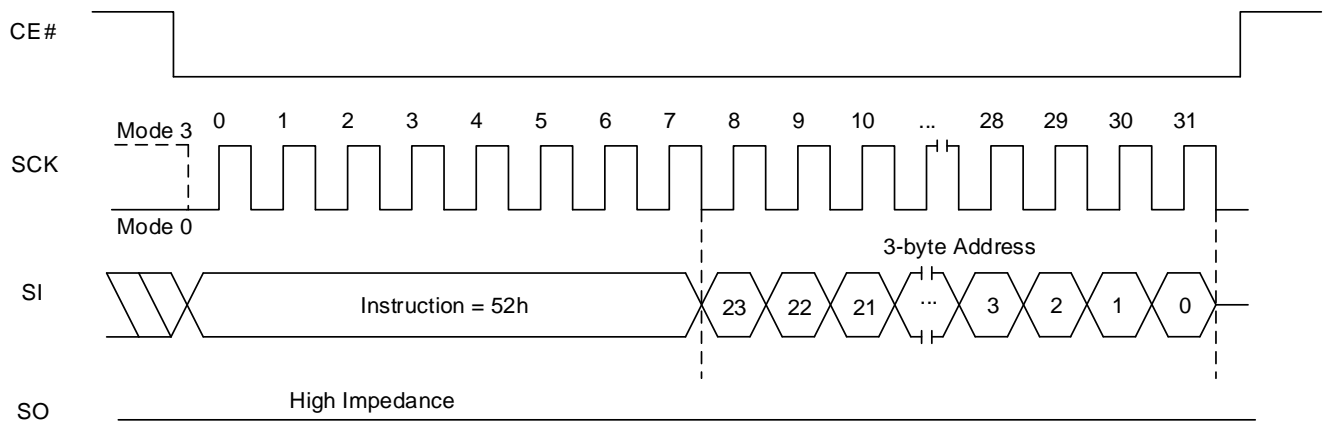 CE#
0 1 2 3 4 5 6 7 8 9 10 ... 28 29 30 31
Mode 3
SCK
Mode 0
3-byte Address
SI
Instruction = 52h 23 22 21 ... 3 2 1 0
High Impedance
SO